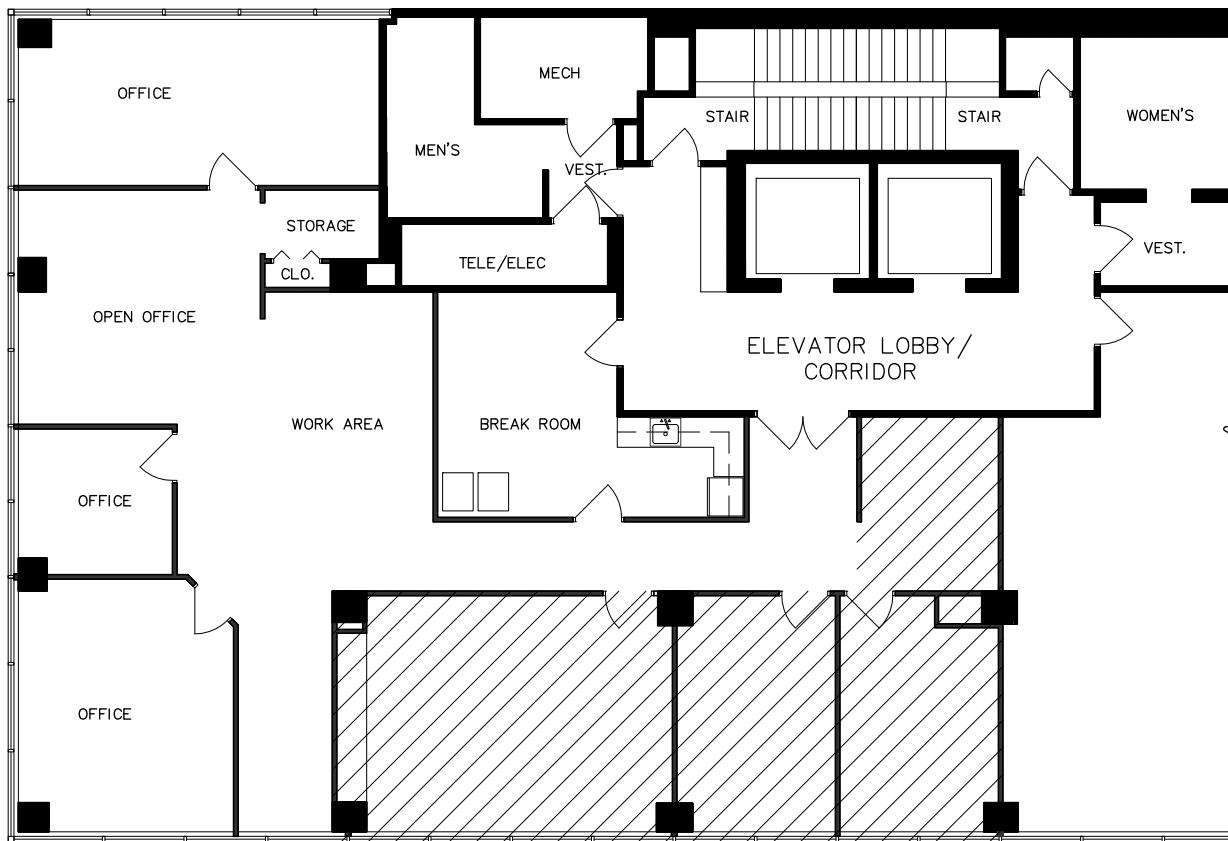 MECH
OFFICE
STAIR
STAIR
WOMEN'S
MEN'S
VEST.
STORAGE
VEST.
TELE/ELEC
CLO.
OPEN OFFICE
ELEVATOR LOBBY/
CORRIDOR
WORK AREA
BREAK ROOM
OFFICE
OFFICE